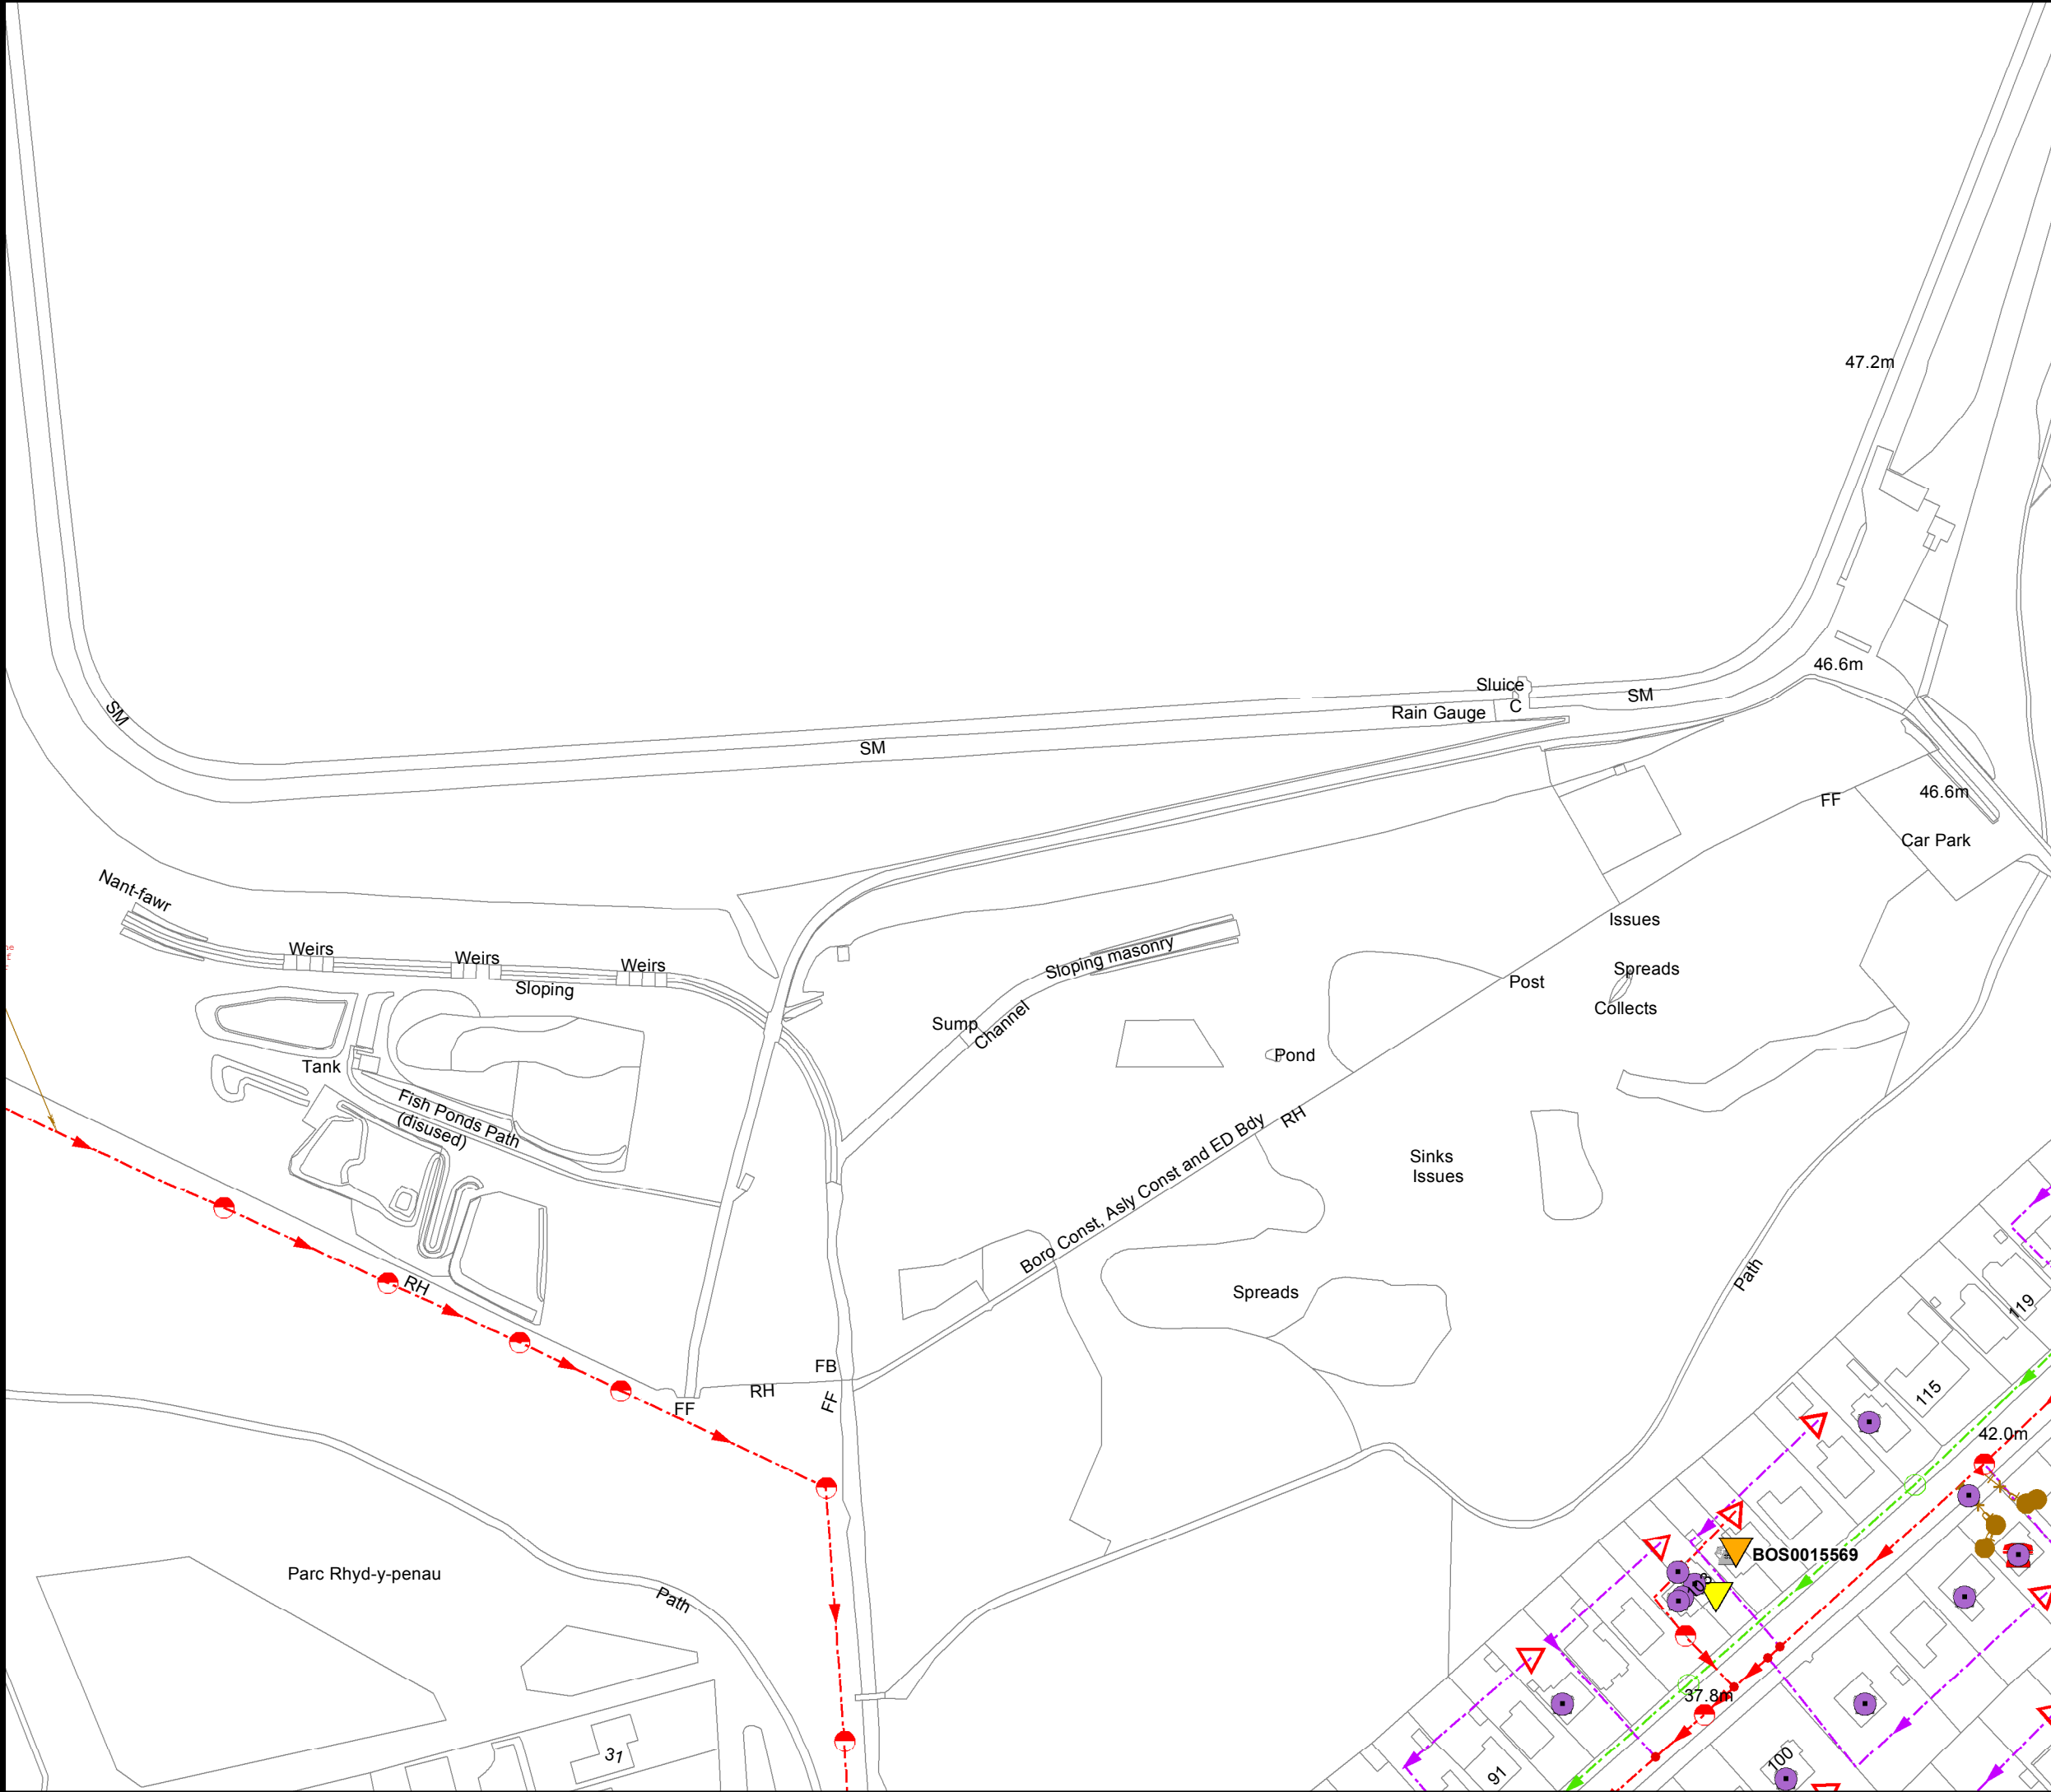 47.2m
46.6m
Sluice
SM
C
Rain Gauge
SM
SM
46.6m
FF
Car Park
Nant-fawr
Issues
Weirs
Weirs
Weirs
Sloping masonry
Spreads
Post
Sloping
Collects
Sump
Channel
Pond
Tank
Fish Ponds Path
(disused)
RH
Boro Const, Asly Const and ED Bdy
Sinks
Issues
Path
RH
Spreads
119
FB
RH
115
FF
FF
42.0m
BOS0015569
103
Parc Rhyd-y-penau
Path
37.8m
31
100
91